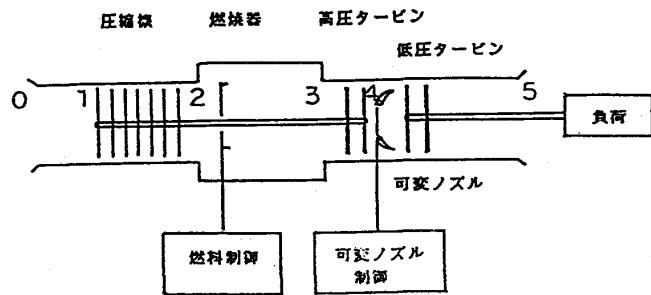 圧縮機 燃焼器 高圧タービン
低圧タービン
0 1 2 3 4 5
負荷
可変ノズル
燃料制御
可変ノズル
制御